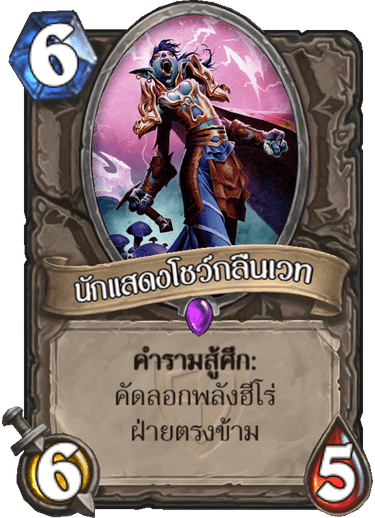 6
นักแสดงโชว์กลืนเวท
คำรามสู้ศึก:
คัดลอกพลังฮีโร่
ฝ่ายตรงข้าม
6
5